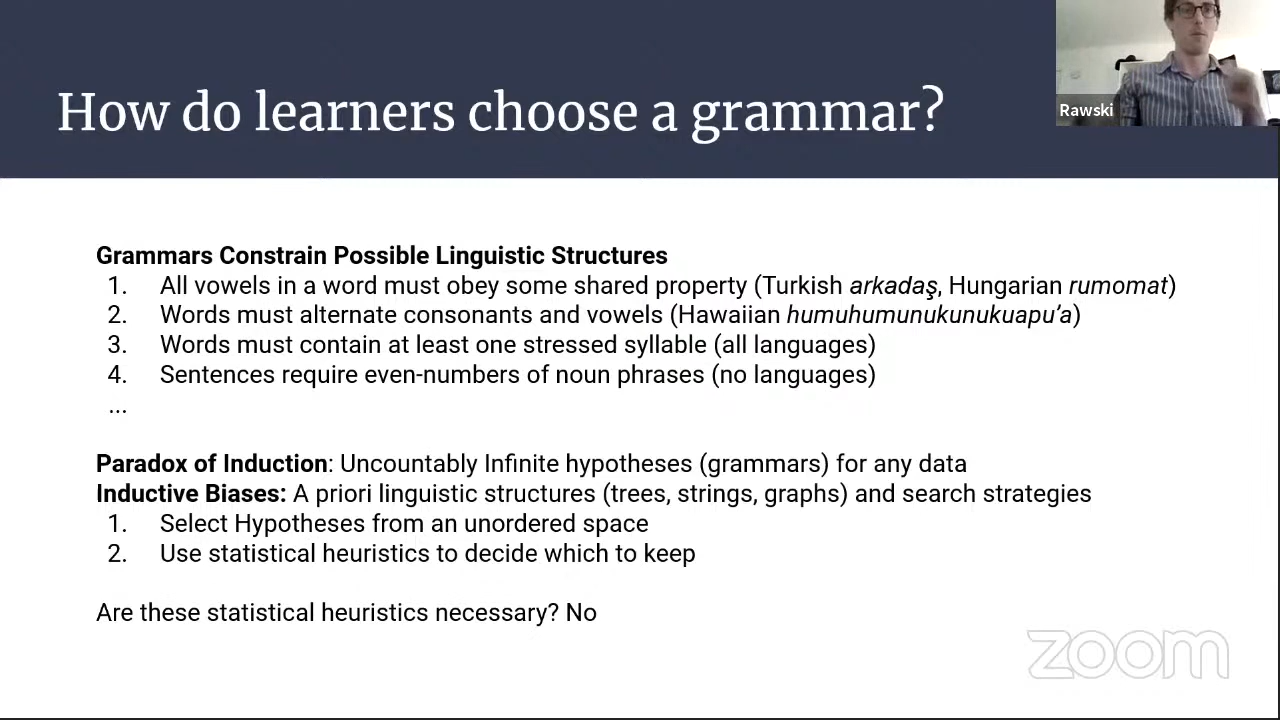 How do learners choose a grammar?
Rawski
Grammars Constrain Possible Linguistic Structures
1. All vowels in a word must obey some shared property (Turkish arkadaş, Hungarian rumomat)
2. Words must alternate consonants and vowels (Hawaiian humuhumunukunukuapu’a)
3. Words must contain at least one stressed syllable (all languages)
4. Sentences require even-numbers of noun phrases (no languages)
...
Paradox of Induction: Uncountably Infinite hypotheses (grammars) for any data
Inductive Biases: A priori linguistic structures (trees, strings, graphs) and search strategies
1. Select Hypotheses from an unordered space
2. Use statistical heuristics to decide which to keep
Are these statistical heuristics necessary? No
zoom